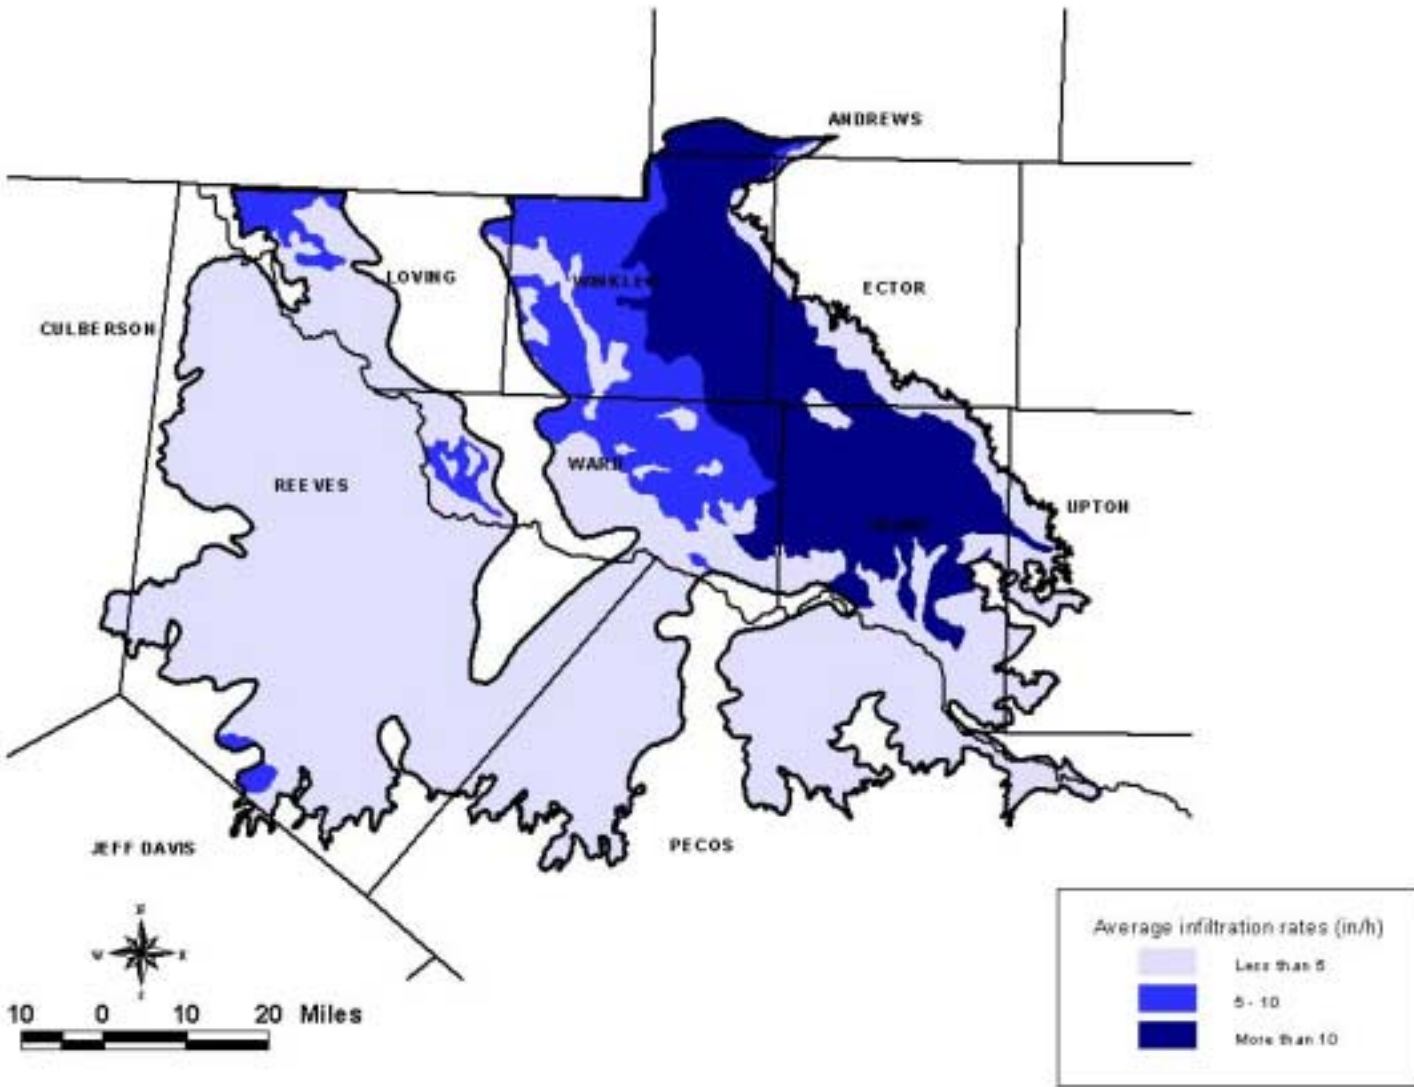 ANDREWS
LOVING
WINKLER
ECTOR
CULBERSON
WARD
REEVES
UPTON
JEFF DAVIS
PECOS
W
10 0 10 20 Miles
Average infiltration rates (in/h)
Less than 5
5 - 10
More than 10